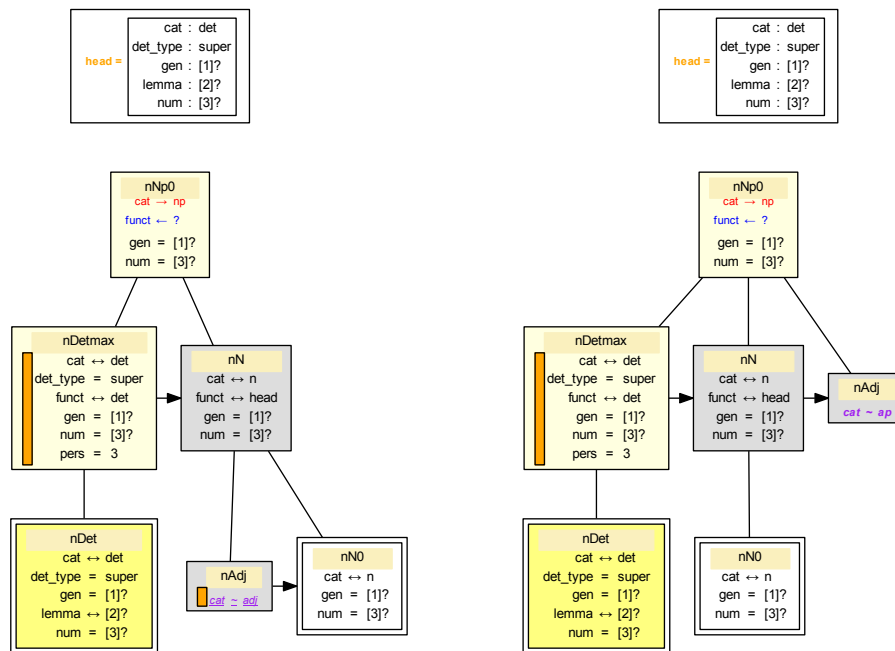 head =
cat : det
det_type : super
gen : [1]?
lemma : [2]?
num : [3]?
nNp0
cat → np
funct ← ?
gen = [1]?
num = [3]?
nDetmax
cat ↔ det
det_type = super
funct ↔ det
gen = [1]?
num = [3]?
pers = 3
nN
cat ↔ n
funct ↔ head
gen = [1]?
num = [3]?
nDet
cat ↔ det
det_type = super
gen = [1]?
lemma ↔ [2]?
num = [3]?
nAdj
cat ~ adj
nN0
cat ↔ n
gen = [1]?
num = [3]?
head =
cat : det
det_type : super
gen : [1]?
lemma : [2]?
num : [3]?
nNp0
cat → np
funct ← ?
gen = [1]?
num = [3]?
nDetmax
cat ↔ det
det_type = super
funct ↔ det
gen = [1]?
num = [3]?
pers = 3
nN
cat ↔ n
funct ↔ head
gen = [1]?
num = [3]?
nAdj
cat ~ ap
nDet
cat ↔ det
det_type = super
gen = [1]?
lemma ↔ [2]?
num = [3]?
nN0
cat ↔ n
gen = [1]?
num = [3]?